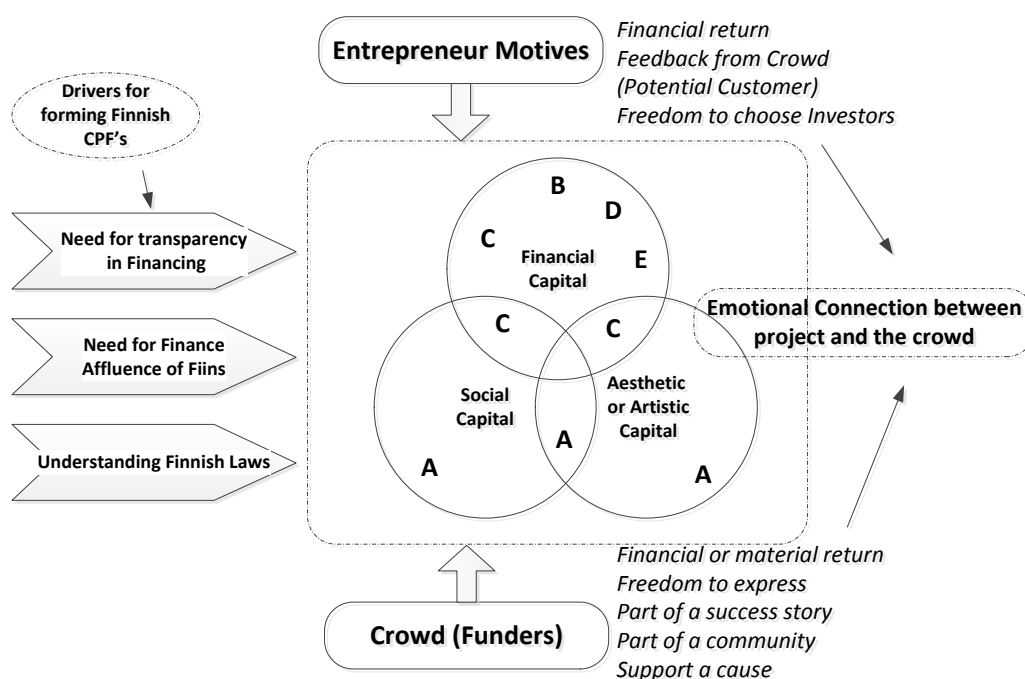 Entrepreneur Motives
Financial return
Feedback from Crowd
(Potential Customer)
Freedom to choose Investors
Drivers for
forming Finnish
CPF's
Need for transparency
in Financing
Need for Finance
Affluence of Fiins
Understanding Finnish Laws
B
D
C
E
Financial
Capital
C
C
Social
Capital
Aesthetic
or Artistic
Capital
A
A
A
Emotional Connection between
project and the crowd
Crowd (Funders)
Financial or material return
Freedom to express
Part of a success story
Part of a community
Support a cause